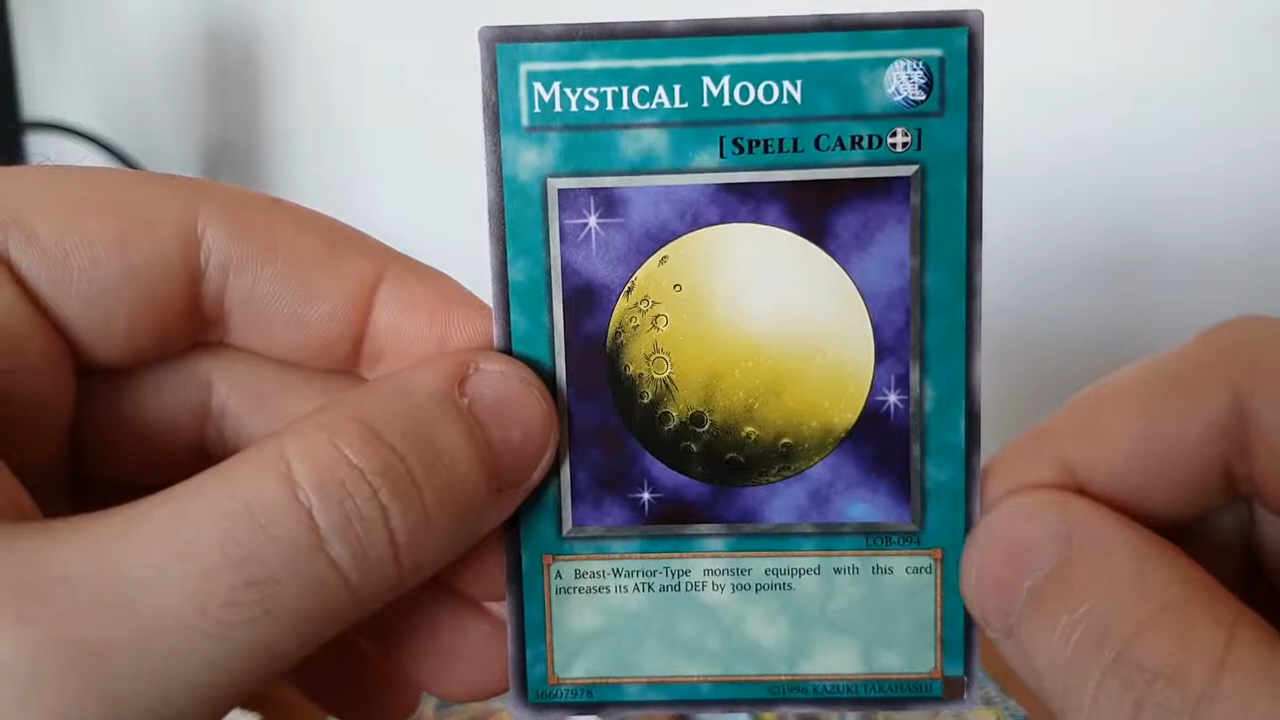 MYSTICAL MOON
魔
[SPELL CARD]
LOB-094
A Beast-Warrior-Type monster equipped with this card
increases its ATK and DEF by 300 points.
36607978
©1996 KAZUKI TAKAHASHI